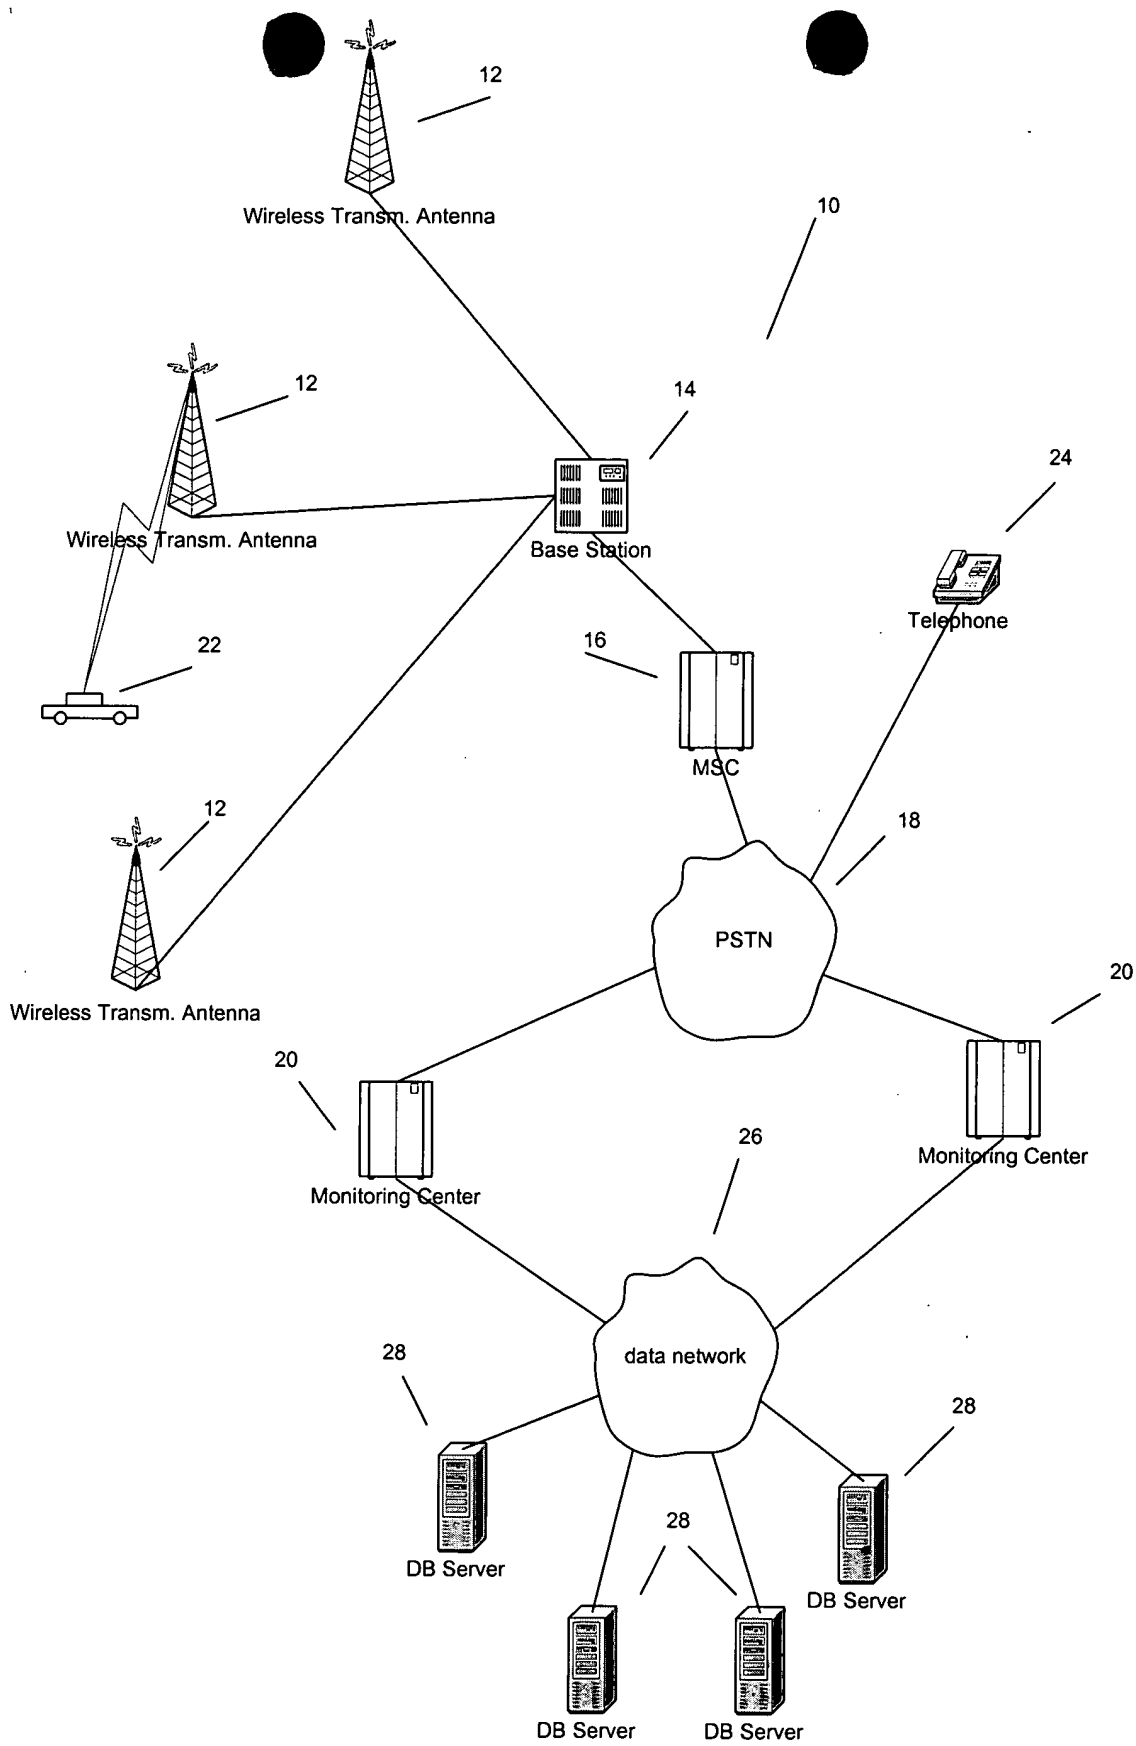 12
Wireless Transm. Antenna
10
12
14
24
Wireless Transm. Antenna
Base Station
Telephone
22
16
MSC
12
18
PSTN
20
Wireless Transm. Antenna
20
26
Monitoring Center
Monitoring Center
data network
28
28
28
DB Server
DB Server
DB Server
DB Server